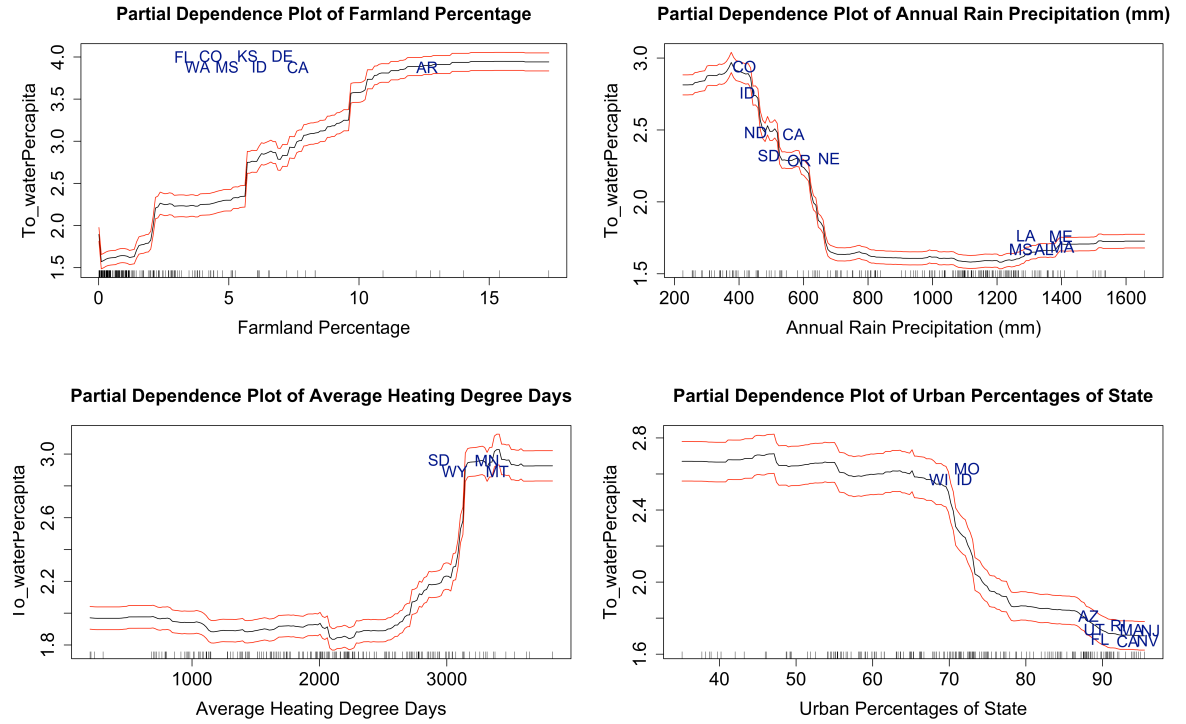 Partial Dependence Plot of Farmland Percentage
To_waterPercapita
4.0
3.5
3.0
2.5
2.0
1.5
FL CO KS DE
WA MS ID CA AR
0 5 10 15
Farmland Percentage
Partial Dependence Plot of Annual Rain Precipitation (mm)
To_waterPercapita
3.0
2.5
2.0
1.5
CO
ID
ND CA
SD OR NE
LA ME
MS AL MA
200 400 600 800 1000 1200 1400 1600
Annual Rain Precipitation (mm)
Partial Dependence Plot of Average Heating Degree Days
To_waterPercapita
3.0
2.6
2.2
1.8
SD MN
WY MT
1000 2000 3000
Average Heating Degree Days
Partial Dependence Plot of Urban Percentages of State
To_waterPercapita
2.8
2.4
2.0
1.6
MO
WI ID
AZ
UT RI MA NJ
FL CA NV
40 50 60 70 80 90
Urban Percentages of State